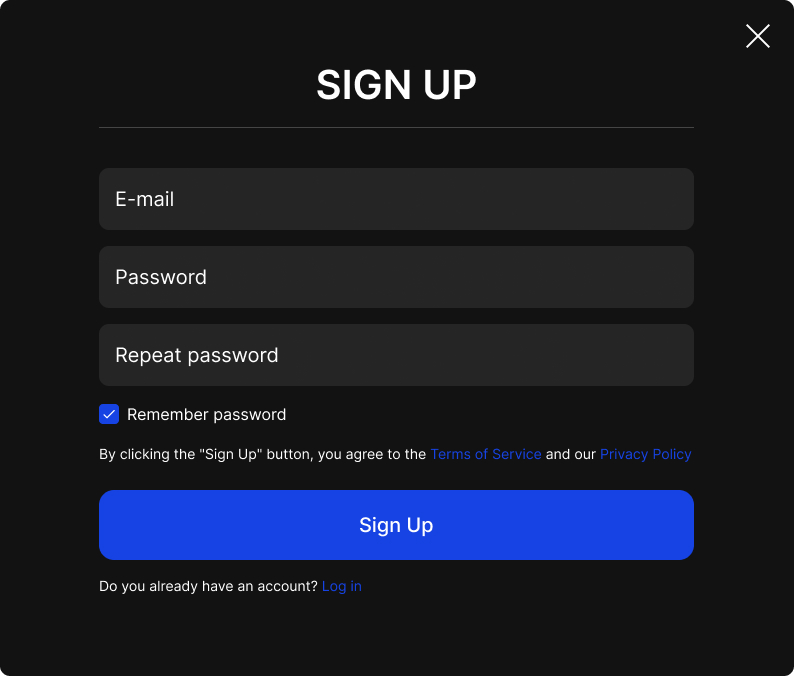 SIGN UP
E-mail
Password
Repeat password
Remember password
By clicking the "Sign Up" button, you agree to the Terms of Service and our Privacy Policy
Sign Up
Do you already have an account? Log in